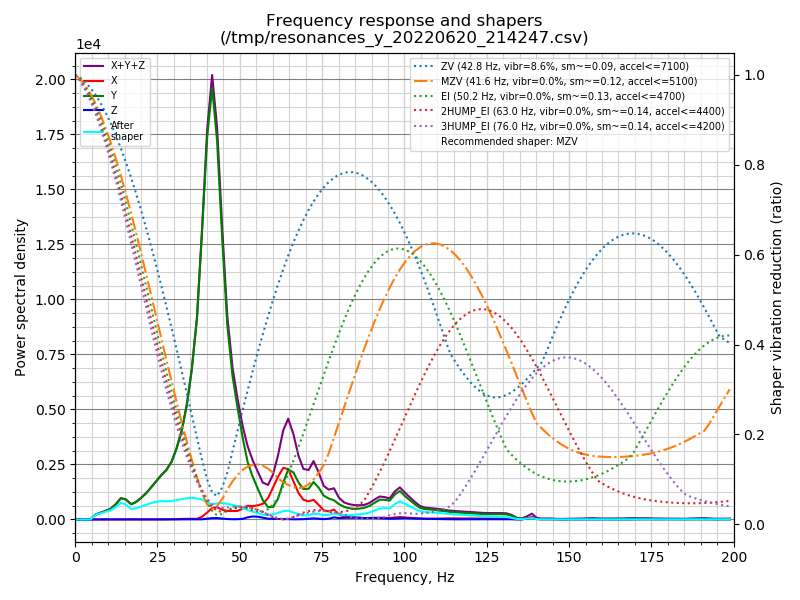 Frequency response and shapers
(/tmp/resonances_y_20220620_214247.csv)
1e4
X+Y+Z
X
Y
Z
After
shaper
ZV (42.8 Hz, vibr=8.6%, sm~=0.09, accel<=7100)
MZV (41.6 Hz, vibr=0.0%, sm~=0.12, accel<=5100)
EI (50.2 Hz, vibr=0.0%, sm~=0.13, accel<=4700)
2HUMP_EI (63.0 Hz, vibr=0.0%, sm~=0.14, accel<=4400)
3HUMP_EI (76.0 Hz, vibr=0.0%, sm~=0.14, accel<=4200)
Recommended shaper: MZV
Power spectral density
2.00
1.75
1.50
1.25
1.00
0.75
0.50
0.25
0.00
1.0
0.8
0.6
0.4
0.2
0.0
Shaper vibration reduction (ratio)
0 25 50 75 100 125 150 175 200
Frequency, Hz